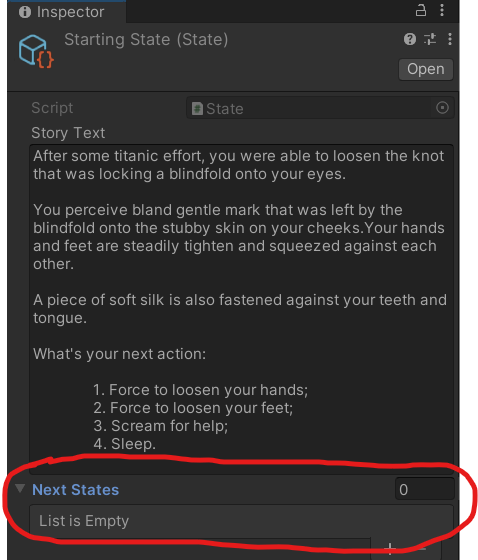 Inspector
Starting State (State)
Open
Script
State
Story Text
After some titanic effort, you were able to loosen the knot
that was locking a blindfold onto your eyes.
You perceive bland gentle mark that was left by the
blindfold onto the stubby skin on your cheeks.Your hands
and feet are steadily tighten and squeezed against each
other.
A piece of soft silk is also fastened against your teeth and
tongue.
What's your next action:
1. Force to loosen your hands;
2. Force to loosen your feet;
3. Scream for help;
4. Sleep.
Next States
0
List is Empty